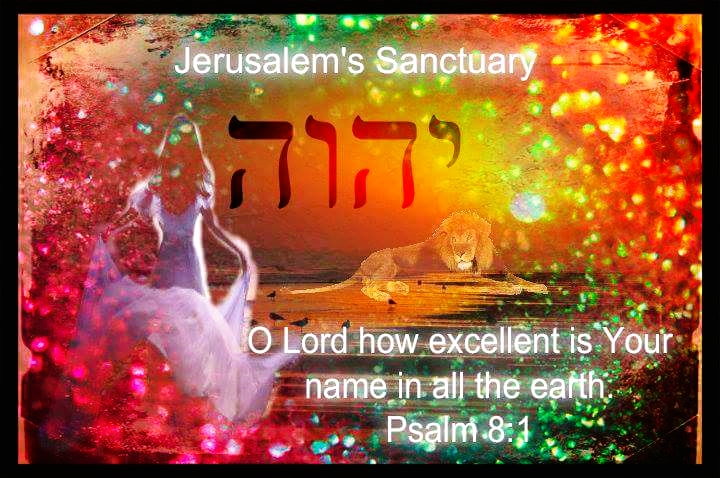 Jerusalem's Sanctuary
יהוה
O Lord how excellent is Your
name in all the earth.
Psalm 8:1